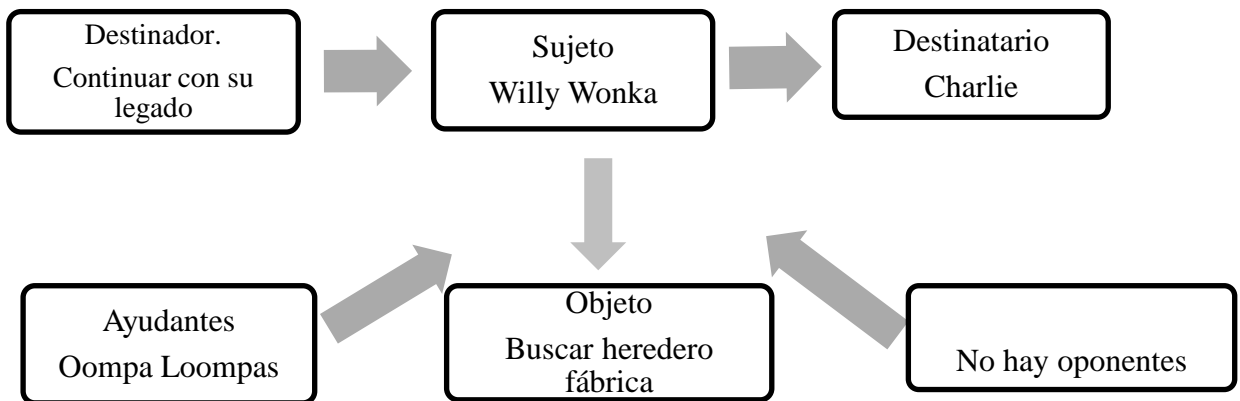 Destinador.
Continuar con su
legado
Sujeto
Willy Wonka
Destinatario
Charlie
Ayudantes
Oompa Loompas
Objeto
Buscar heredero
fábrica
No hay oponentes